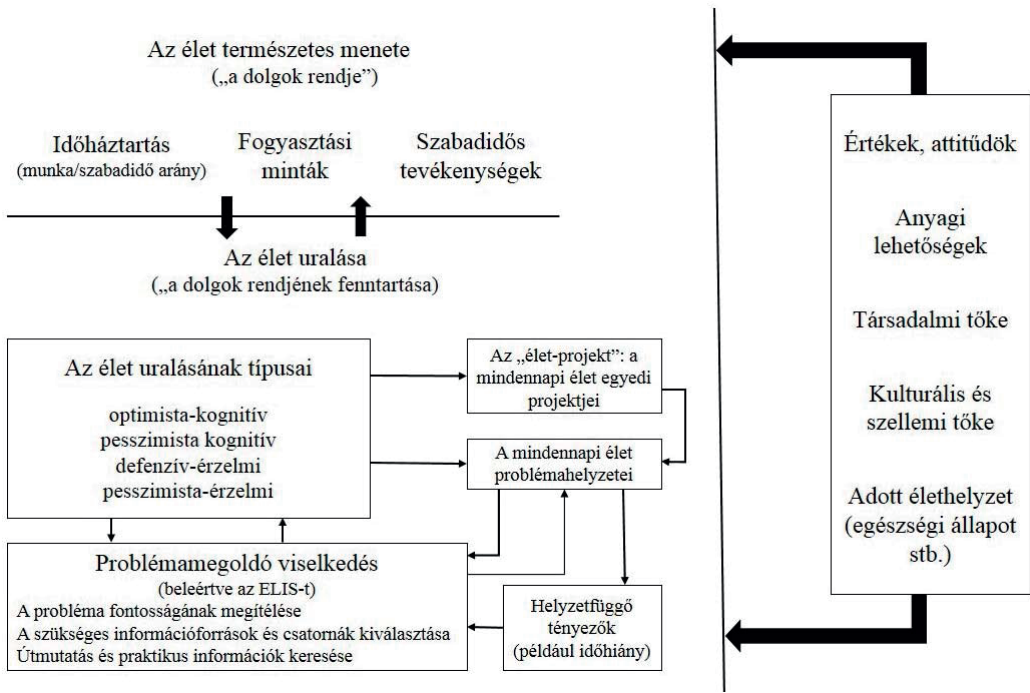 Az élet természetes menete
(„a dolgok rendje”)
Időháztartás
(munka/szabadidő arány)
Fogyasztási
minták
Szabadidős
tevékenységek
Az élet uralása
(„a dolgok rendjének fenntartása)
Az élet uralásának típusai
optimista-kognitív
pesszimista kognitív
defenzív-érzelmi
pesszimista-érzelmi
Az „élet-projekt”: a
mindennapi élet egyedi
projektjei
A mindennapi élet
problémahelyzetei
Problémamegoldó viselkedés
(beleértve az ELIS-t)
A probléma fontosságának megítélése
A szükséges információforrások és csatornák kiválasztása
Útmutatás és praktikus információk keresése
Helyzetfüggő
tényezők
(például időhiány)
Értékek, attitűdök
Anyagi
lehetőségek
Társadalmi tőke
Kulturális és
szellemi tőke
Adott élethelyzet
(egészségi állapot
stb.)